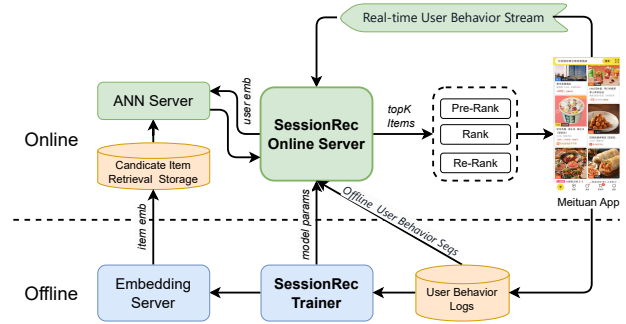 Real-time User Behavior Stream
ANN Server
user emb
SessionRec
Online Server
topK
Items
Pre-Rank
Rank
Re-Rank
Online
Candidate Item
Retrieval Storage
Meituan App
item emb
model params
Offline User Behavior Seqs
Offline
Embedding
Server
SessionRec
Trainer
User Behavior
Logs